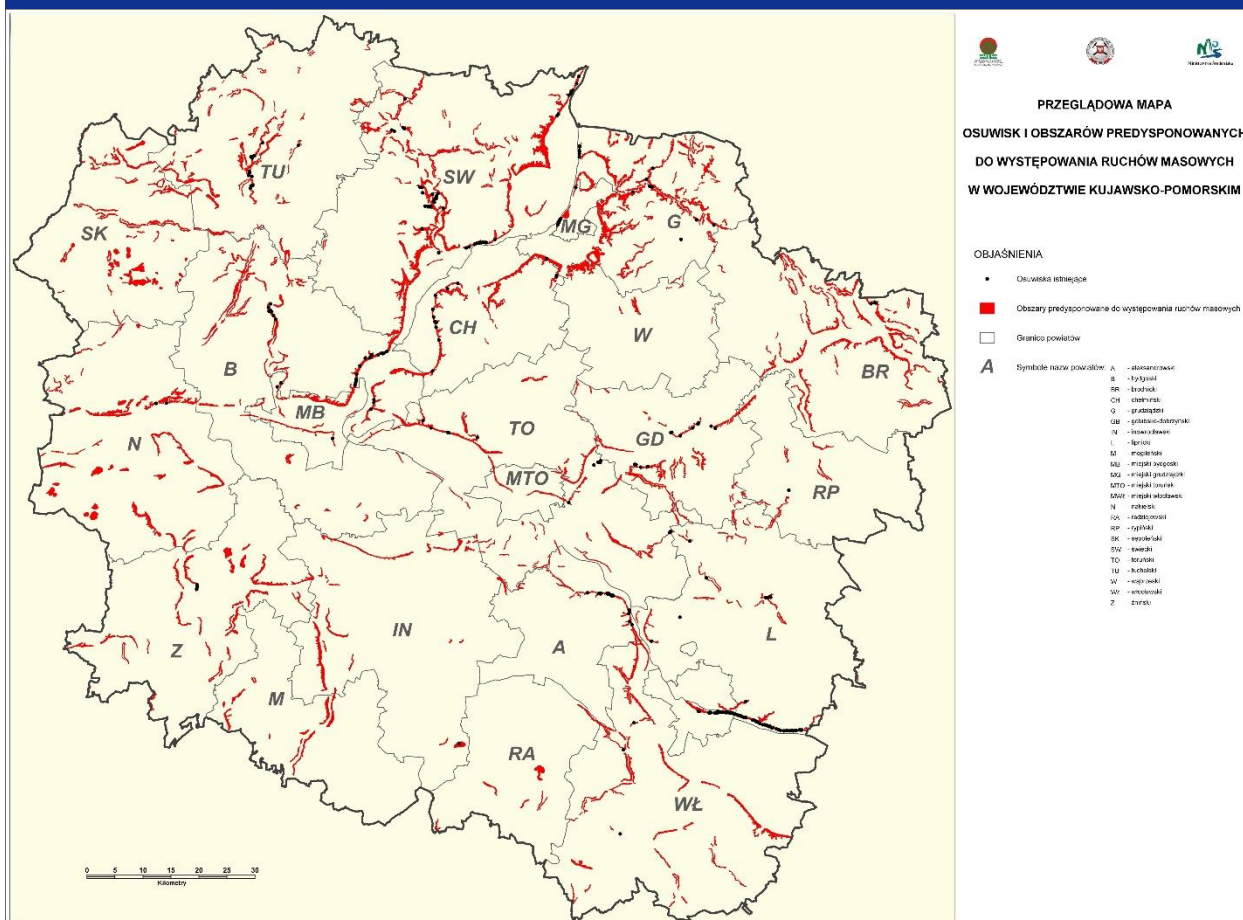 PRZEGLĄDOWA MAPA
OSUWISK I OBSZARÓW PREDYSPONOWANYCH
DO WYSTĘPOWANIA RUCHÓW MASOWYCH
W WOJEWÓDZTWIE KUJAWSKO-POMORSKIM
OBJAŚNIENIA
Osuwiska istniejące
Obszary predysponowane do występowania ruchów masowych
Granice powiatów
A Symbole nazw powiatów:
A - aleksandrowski
B - bydgoski
BR - brodnicki
CH - chełmiński
G - grudziądzki
GB - golubsko-dobrzyński
IN - inowrocławski
L - lipnicki
M - mogileński
MB - miejski bydgoski
MG - miejski grudziądzki
MTO - miejski toruński
MWŁ - miejski włocławski
N - nakielski
RA - radziejowski
RP - rypiński
SK - sępoleński
SW - świecki
TO - toruński
TU - tucholski
W - wąbrzeski
WŁ - włocławski
Z - żniński
TU
SW
SK
MG
G
CH
W
B
BR
MB
TO
GD
N
MTO
RP
IN
L
A
Z
M
RA
WŁ
0 5 10 15 20 25 30
Kilometry